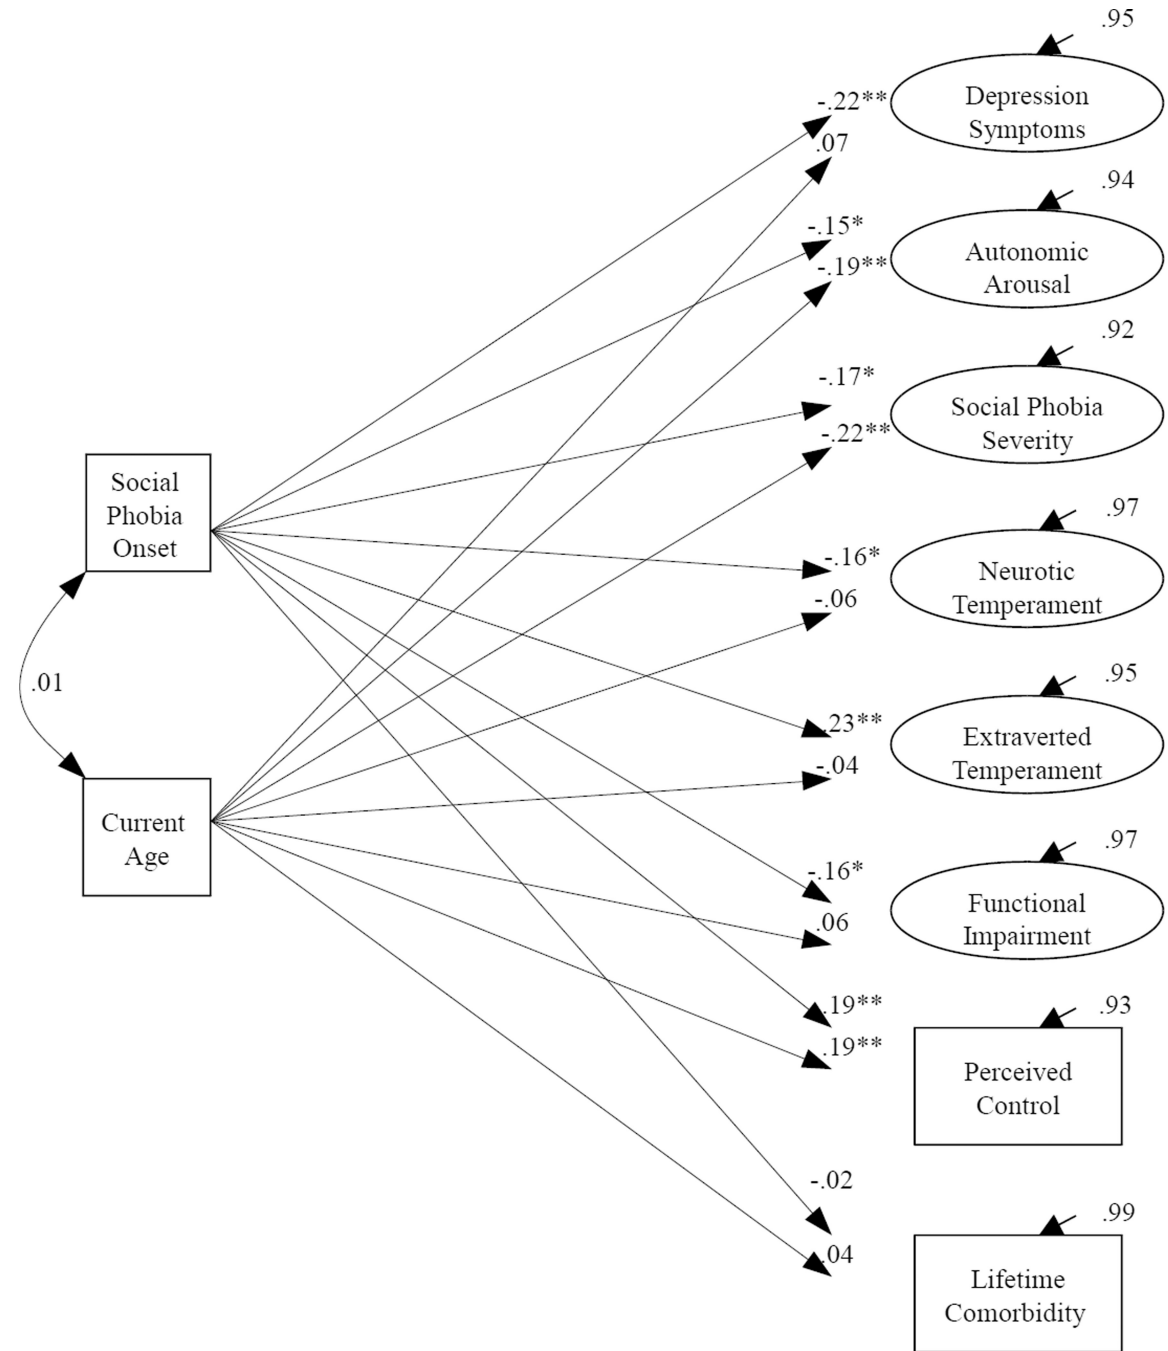 .95
-.22**
Depression
Symptoms
.07
.94
-.15*
Autonomic
Arousal
-.19**
.92
-.17*
Social Phobia
Severity
-.22**
Social
Phobia
Onset
.97
-.16*
Neurotic
Temperament
-.06
.01
.95
.23**
Extraverted
Temperament
-.04
Current
Age
.97
-.16*
Functional
Impairment
.06
.19**
.93
.19**
Perceived
Control
-.02
.99
.04
Lifetime
Comorbidity